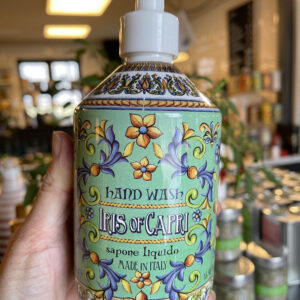 HAND WASH
IRIS OF CAPRI
sapone liquido
MADE IN ITALY